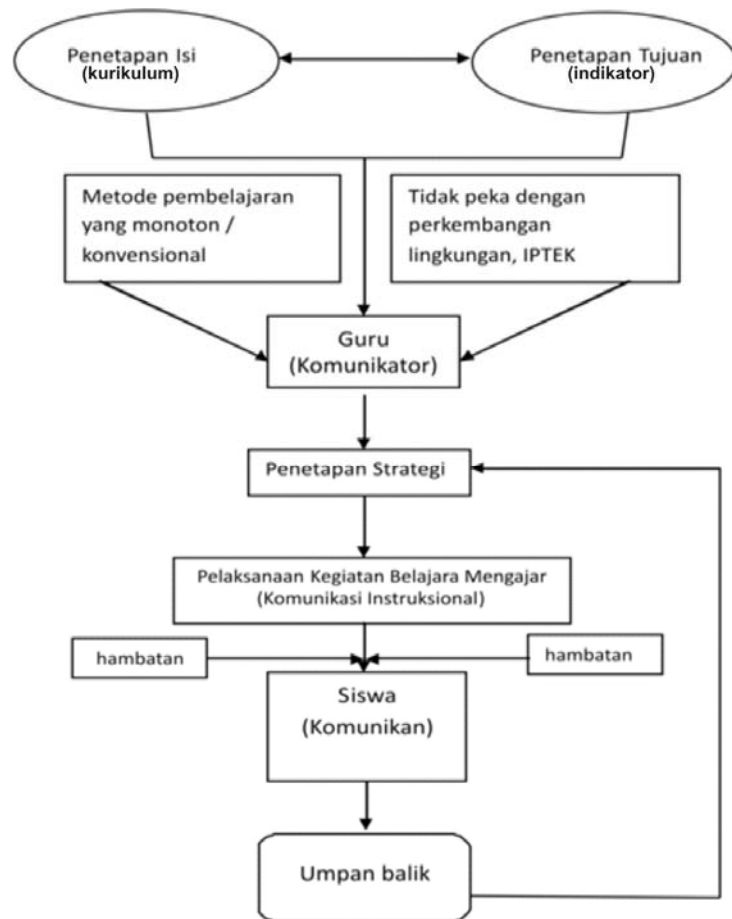 Penetapan Isi
(kurikulum)
Penetapan Tujuan
(indikator)
Metode pembelajaran
yang monoton /
konvensional
Tidak peka dengan
perkembangan
lingkungan, IPTEK
Guru
(Komunikator)
Penetapan Strategi
Pelaksanaan Kegiatan Belajara Mengajar
(Komunikasi Instruksional)
hambatan
hambatan
Siswa
(Komunikan)
Umpan balik